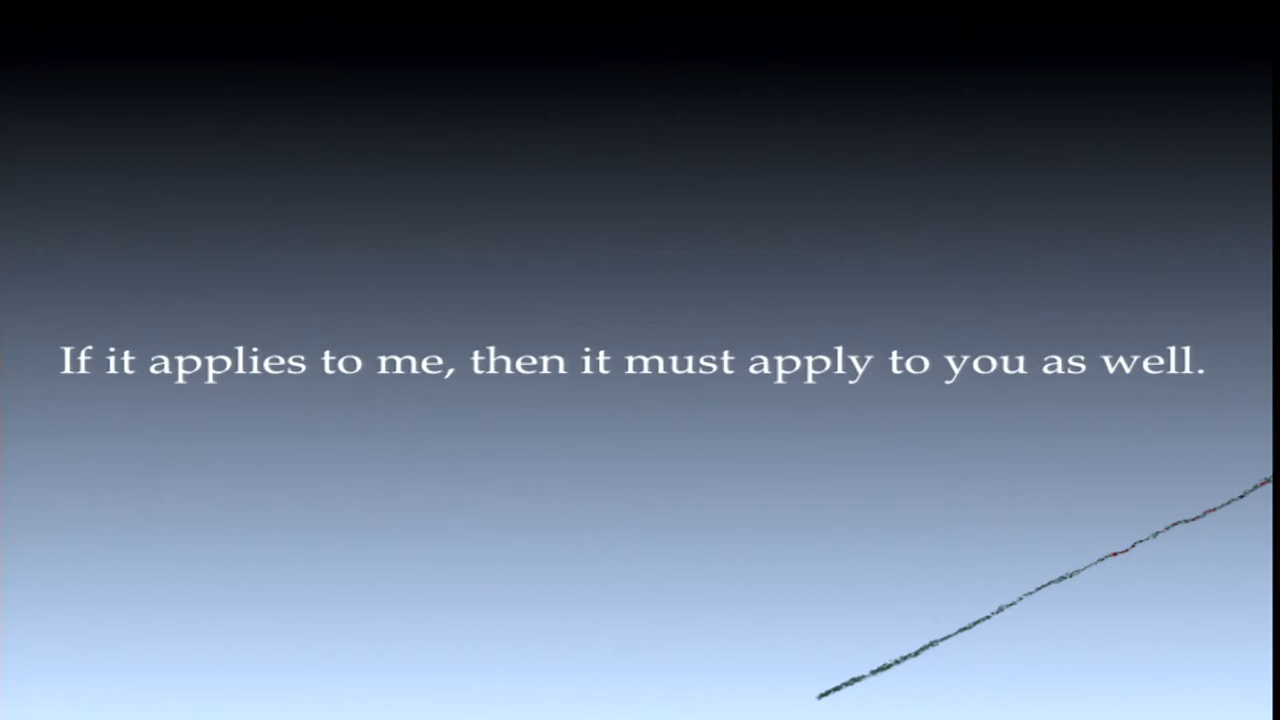 If it applies to me, then it must apply to you as well.